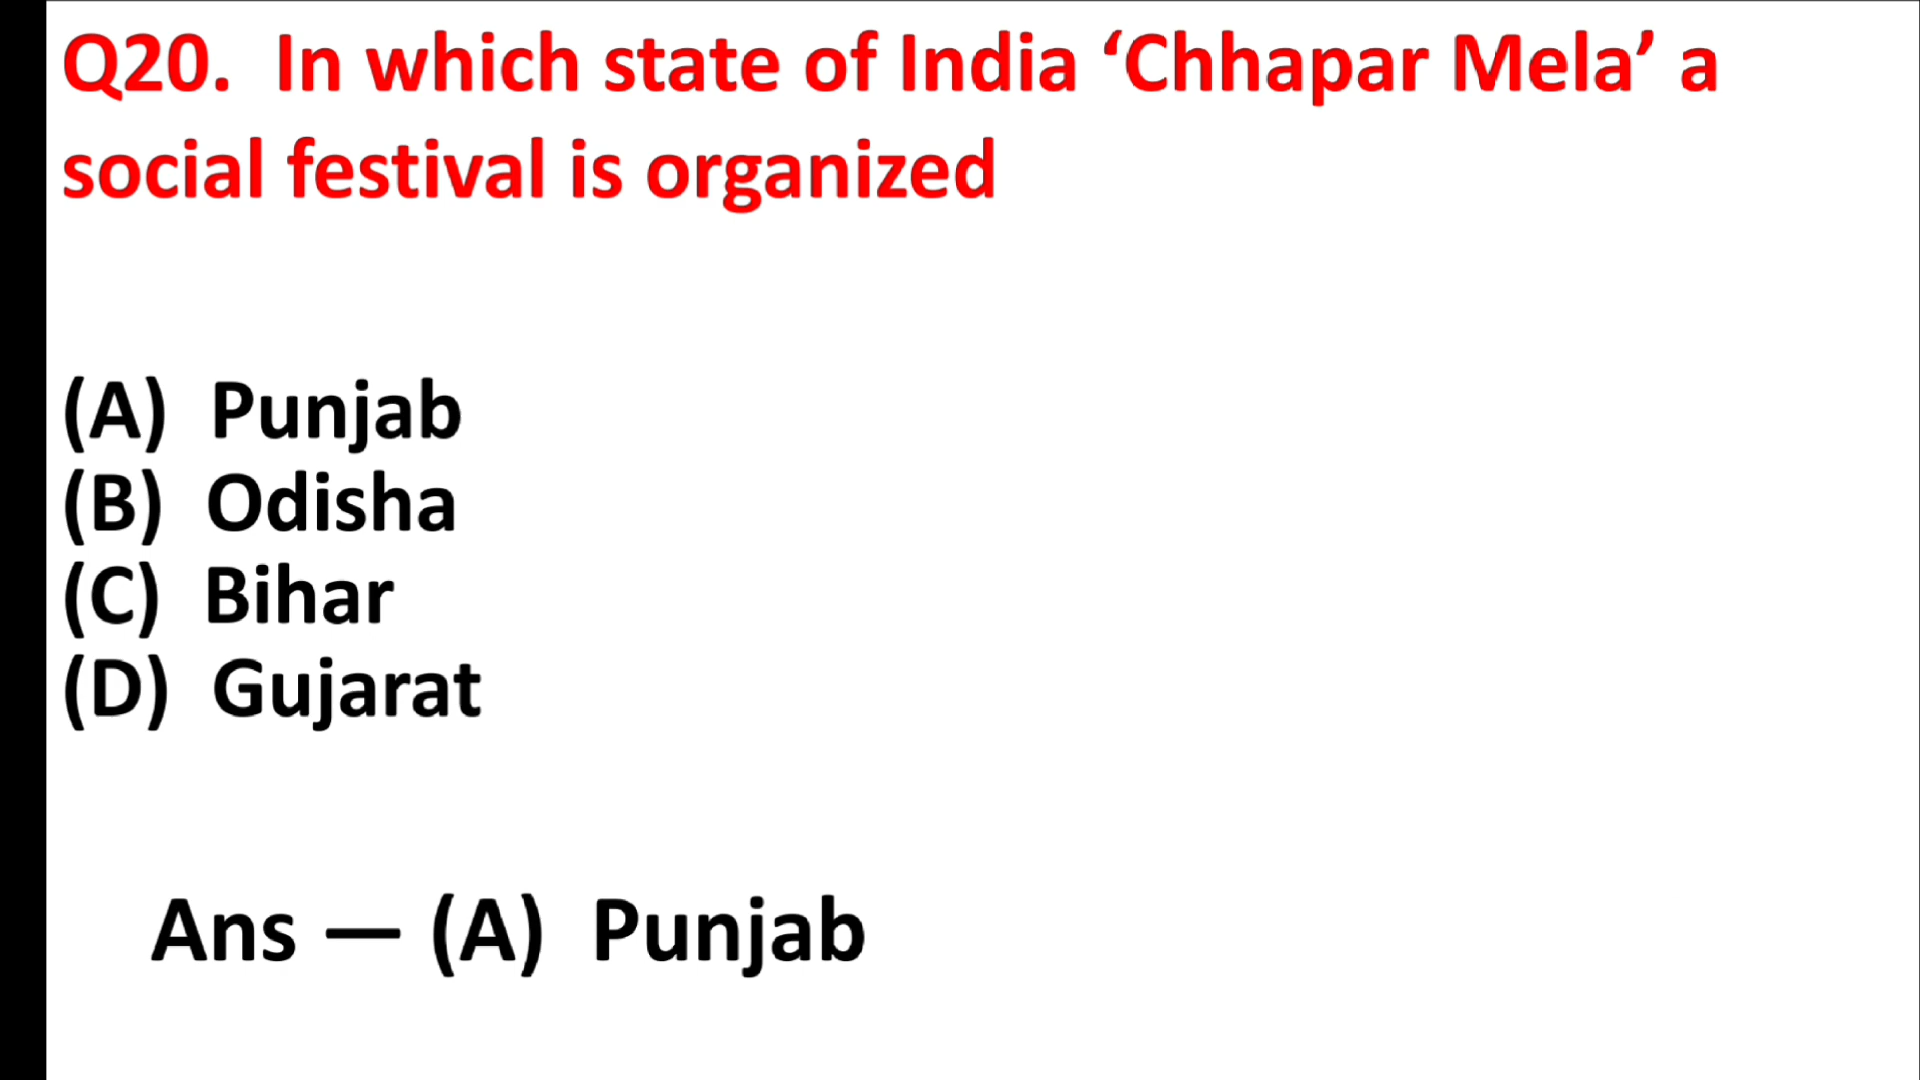 Q20. In which state of India ‘Chhapar Mela’ a
social festival is organized
(A) Punjab
(B) Odisha
(C) Bihar
(D) Gujarat
Ans — (A) Punjab